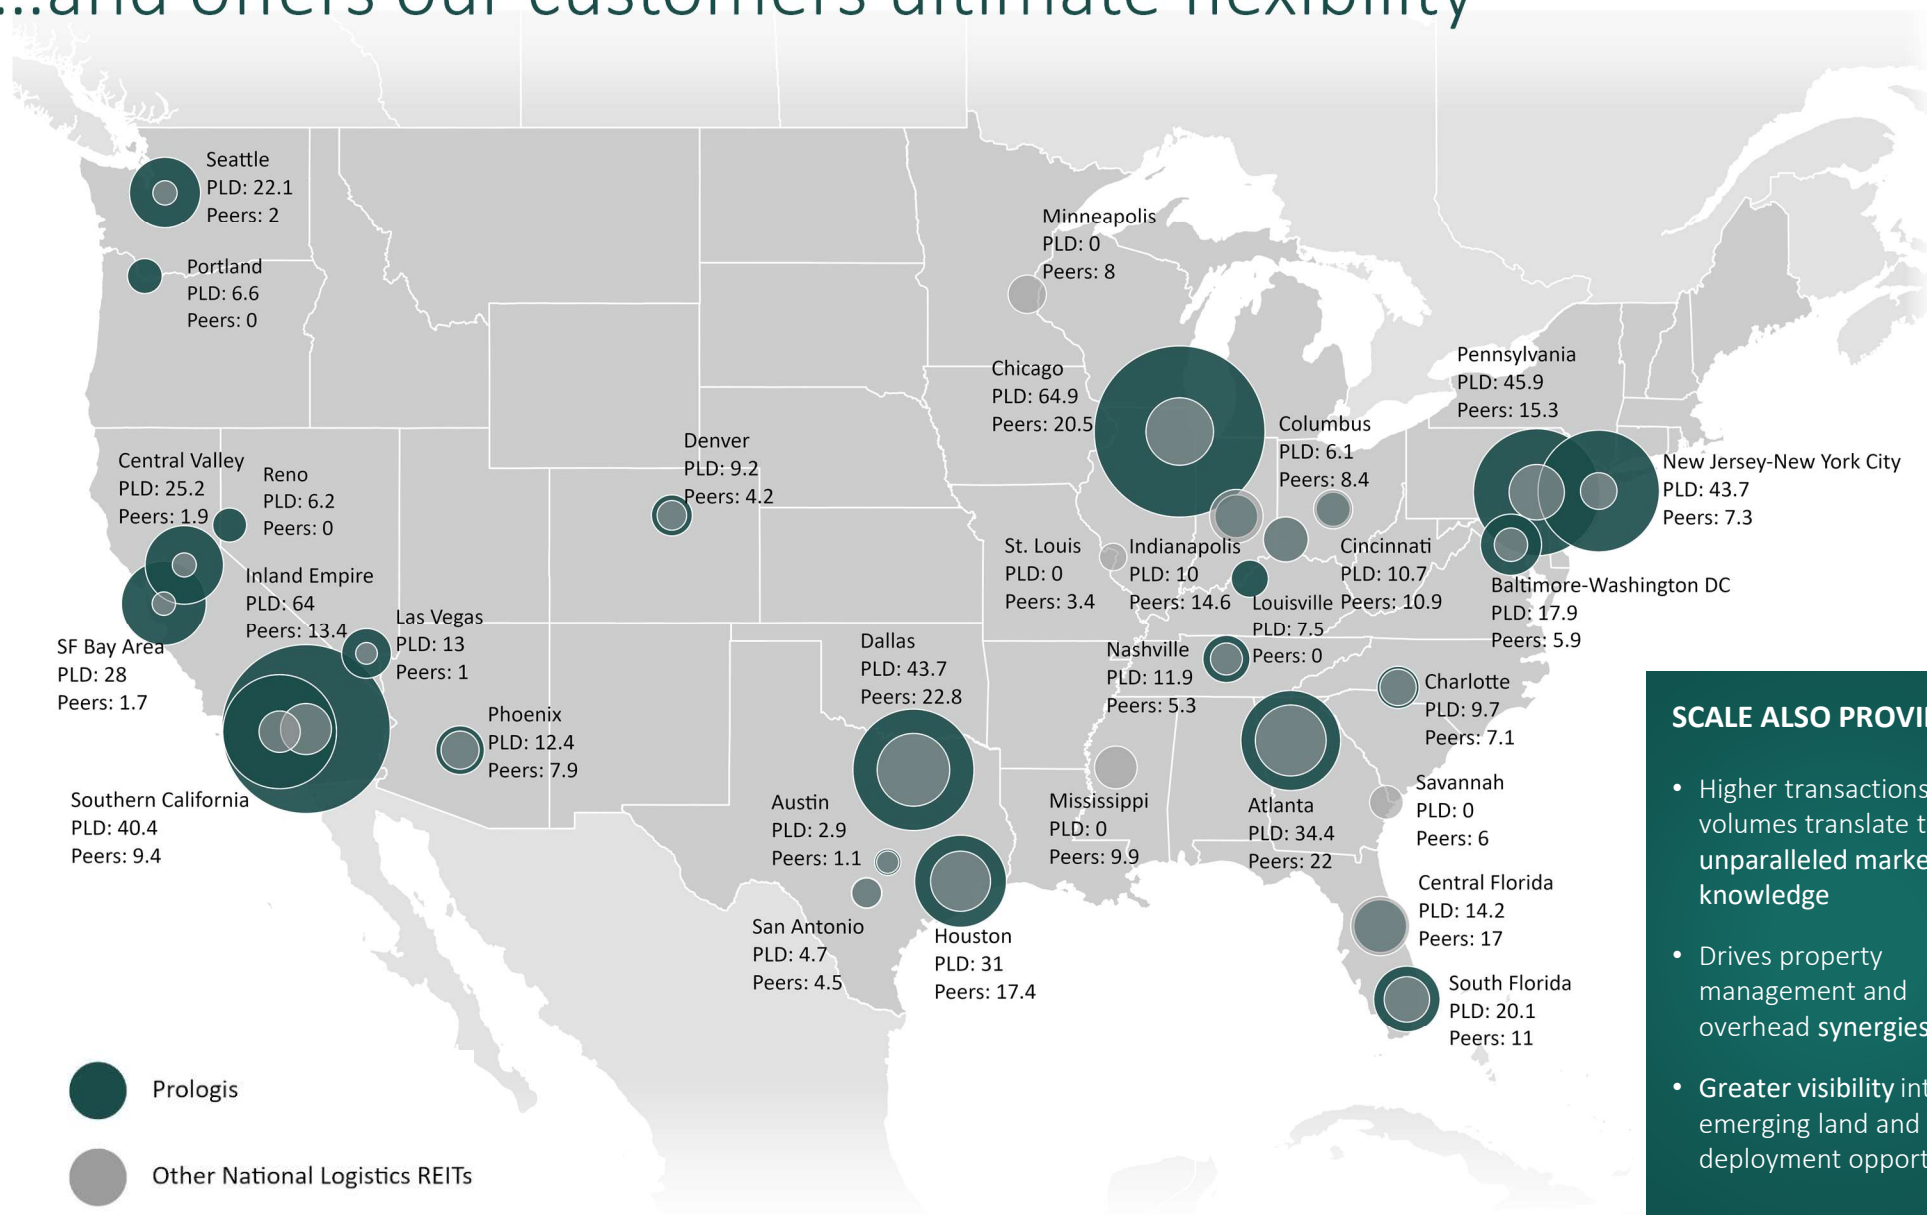 ...and offers our customers ultimate flexibility
Seattle
PLD: 22.1
Peers: 2
Portland
PLD: 6.6
Peers: 0
Minneapolis
PLD: 0
Peers: 8
Chicago
PLD: 64.9
Peers: 20.5
Columbus
PLD: 6.1
Peers: 8.4
Pennsylvania
PLD: 45.9
Peers: 15.3
New Jersey-New York City
PLD: 43.7
Peers: 7.3
Central Valley
PLD: 25.2
Peers: 1.9
Reno
PLD: 6.2
Peers: 0
Denver
PLD: 9.2
Peers: 4.2
St. Louis
PLD: 0
Peers: 3.4
Indianapolis
PLD: 10
Peers: 14.6
Louisville
PLD: 7.5
Peers: 0
Cincinnati
PLD: 10.7
Peers: 10.9
Baltimore-Washington DC
PLD: 17.9
Peers: 5.9
Inland Empire
PLD: 64
Peers: 13.4
Las Vegas
PLD: 13
Peers: 1
SF Bay Area
PLD: 28
Peers: 1.7
Dallas
PLD: 43.7
Peers: 22.8
Nashville
PLD: 11.9
Peers: 5.3
Charlotte
PLD: 9.7
Peers: 7.1
Phoenix
PLD: 12.4
Peers: 7.9
Southern California
PLD: 40.4
Peers: 9.4
Austin
PLD: 2.9
Peers: 1.1
Mississippi
PLD: 0
Peers: 9.9
Atlanta
PLD: 34.4
Peers: 22
Savannah
PLD: 0
Peers: 6
Central Florida
PLD: 14.2
Peers: 17
San Antonio
PLD: 4.7
Peers: 4.5
Houston
PLD: 31
Peers: 17.4
South Florida
PLD: 20.1
Peers: 11
Prologis
Other National Logistics REITs
SCALE ALSO
• Higher transactions
volumes translate
unparalleled
knowledge
• Drives property
management and
overhead synergies
• Greater visibility
emerging land and
deployment